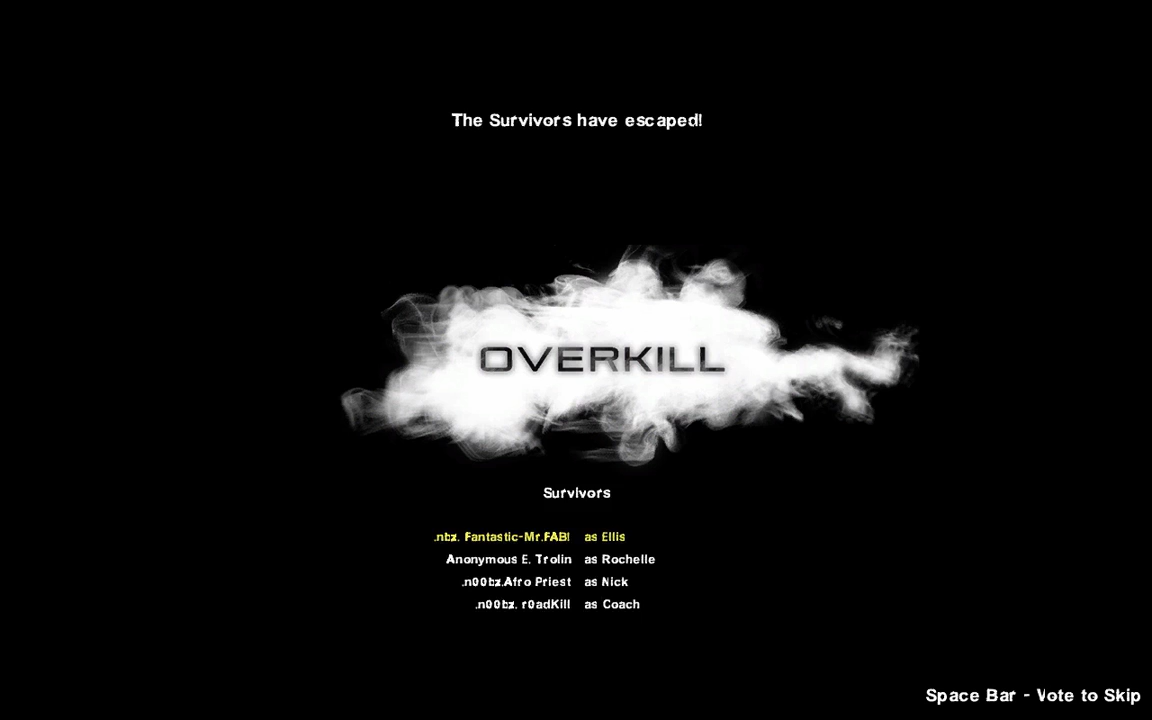 The Survivors have escaped!
OVERKILL
Survivors
.nbz. Fantastic-Mr.FAB! as Ellis
Anonymous E. Trolin as Rochelle
.n00bz.Afro Priest as Nick
.n00bz. r0adKill as Coach
Space Bar - Vote to Skip